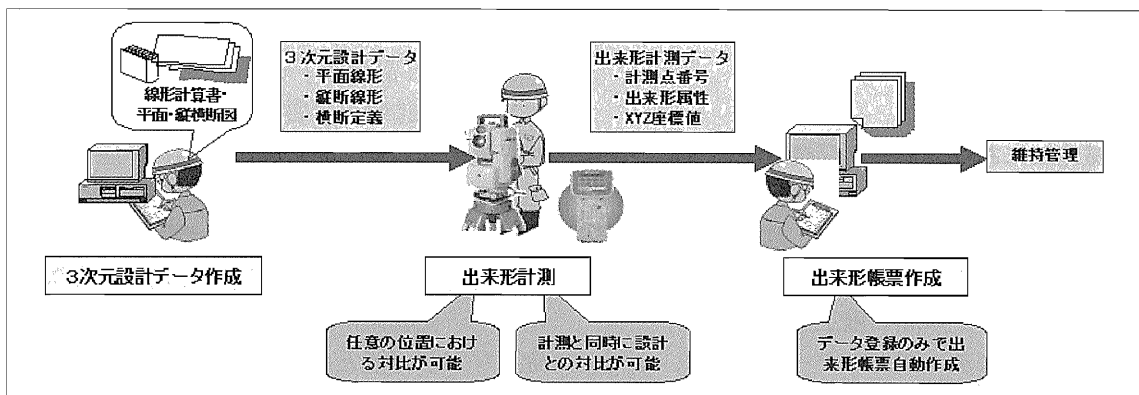 線形計算書・
平面・縦横断図
3次元設計データ
・平面線形
・縦断線形
・横断定義
出来形計測データ
・計測点番号
・出来形属性
・XYZ座標値
維持管理
3次元設計データ作成
出来形計測
出来形帳票作成
任意の位置におけ
る対比が可能
計測と同時に設計
との対比が可能
データ登録のみで出
来形帳票自動作成